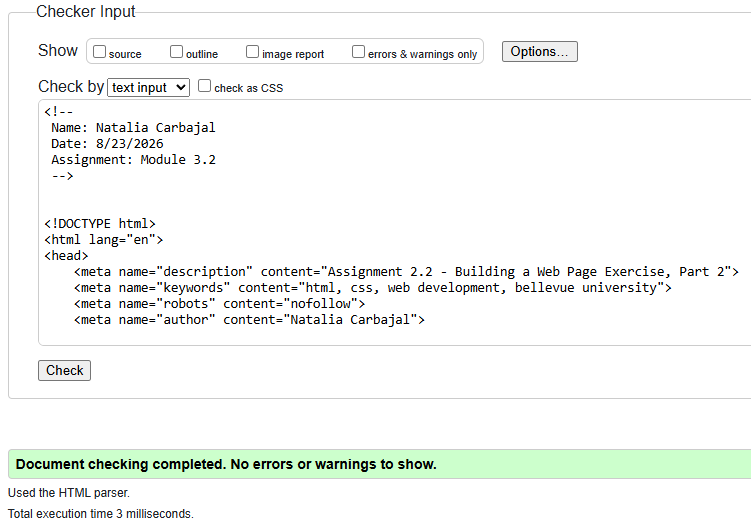 Checker Input
Show source outline image report errors & warnings only Options...
Check by text input check as CSS
<!--
Name: Natalia Carbajal
Date: 8/23/2026
Assignment: Module 3.2
-->
<!DOCTYPE html>
<html lang="en">
<head>
<meta name="description" content="Assignment 2.2 - Building a Web Page Exercise, Part 2">
<meta name="keywords" content="html, css, web development, bellevue university">
<meta name="robots" content="nofollow">
<meta name="author" content="Natalia Carbajal">
Check
Document checking completed. No errors or warnings to show.
Used the HTML parser.
Total execution time 3 milliseconds.